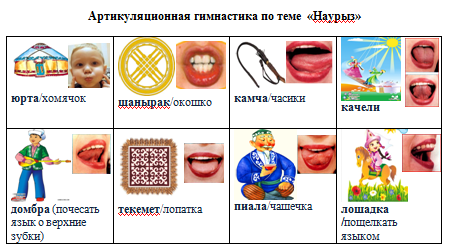 Артикуляционная гимнастика по теме «Наурыз»
юрта/хомячок
шанырак/окошко
камча/часики
качели
домбра (почесать
язык о верхние
зубки)
текемет/лопатка
пиала/чашечка
лошадка
/пощелкать
языком